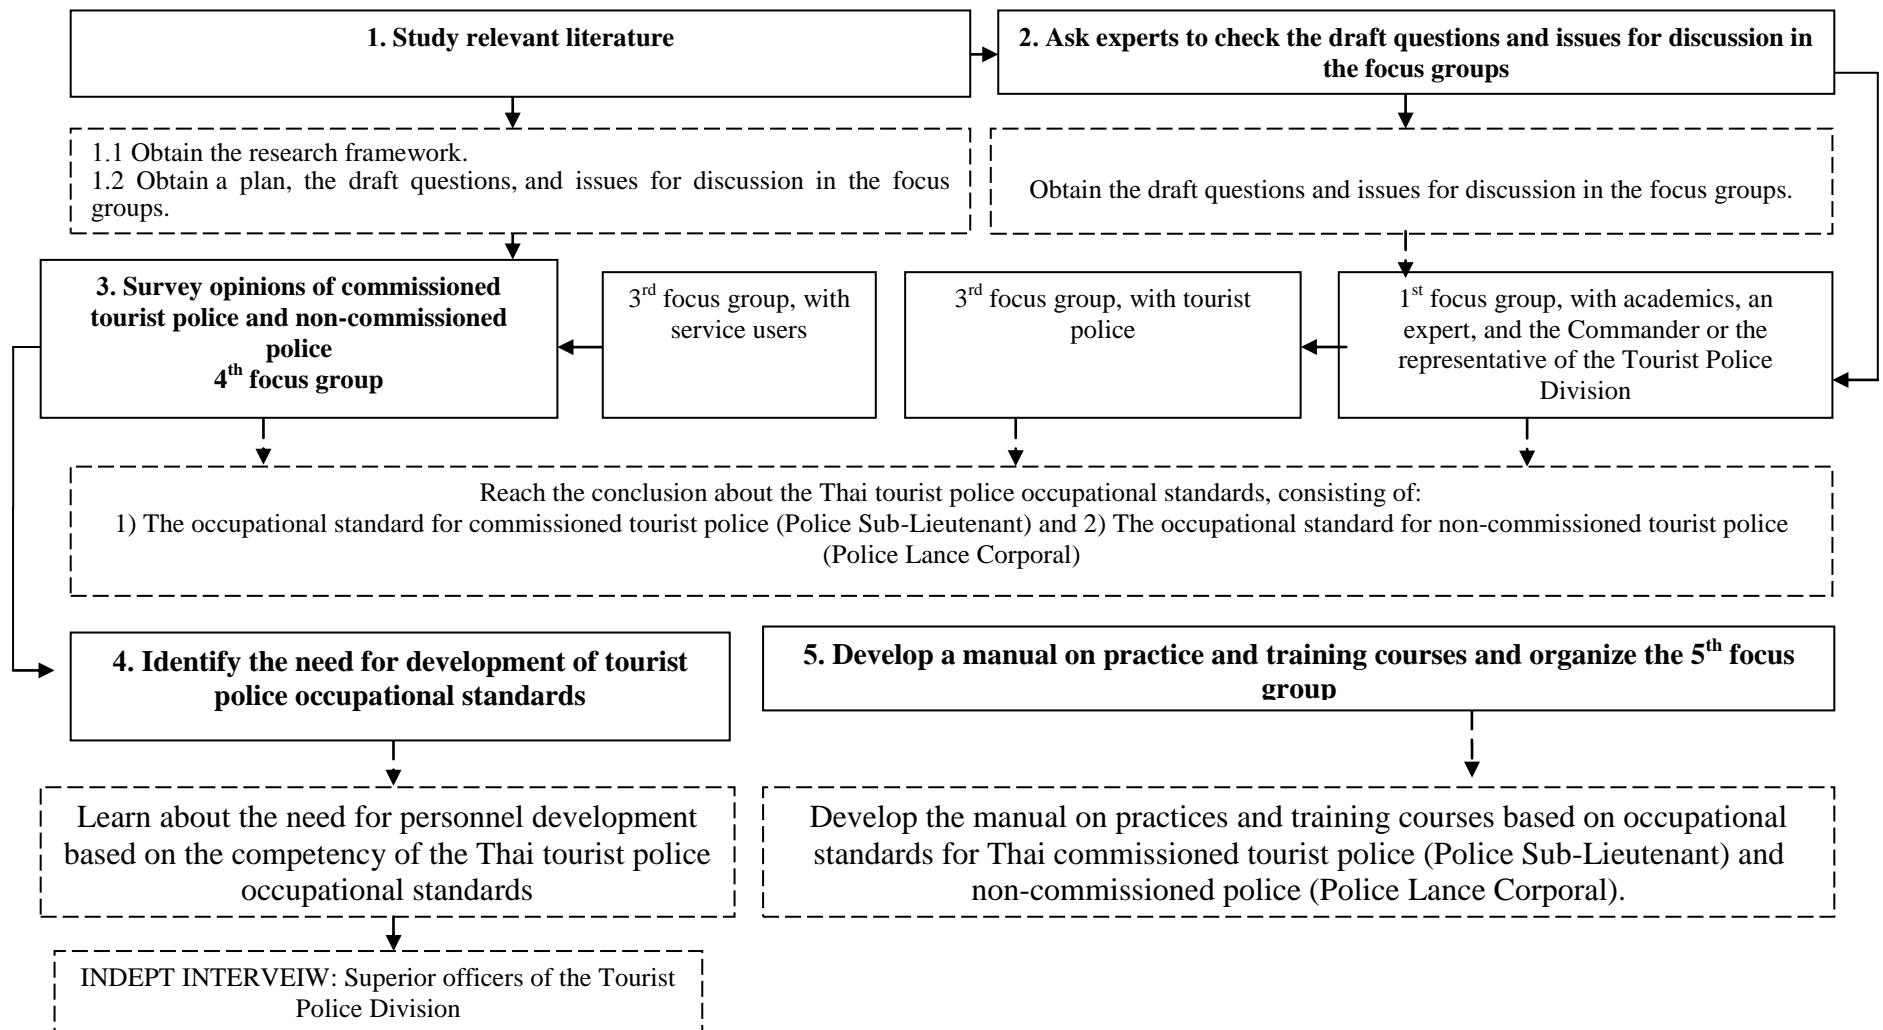 1. Study relevant literature
2. Ask experts to check the draft questions and issues for discussion in
the focus groups
1.1 Obtain the research framework.
1.2 Obtain a plan, the draft questions, and issues for discussion in the focus
groups.
Obtain the draft questions and issues for discussion in the focus groups.
3. Survey opinions of commissioned
tourist police and non-commissioned
police
4th focus group
3rd focus group, with
service users
3rd focus group, with tourist
police
1st focus group, with academics, an
expert, and the Commander or the
representative of the Tourist Police
Division
Reach the conclusion about the Thai tourist police occupational standards, consisting of:
1) The occupational standard for commissioned tourist police (Police Sub-Lieutenant) and 2) The occupational standard for non-commissioned tourist police
(Police Lance Corporal)
4. Identify the need for development of tourist
police occupational standards
5. Develop a manual on practice and training courses and organize the 5th focus
group
Learn about the need for personnel development
based on the competency of the Thai tourist police
occupational standards
Develop the manual on practices and training courses based on occupational
standards for Thai commissioned tourist police (Police Sub-Lieutenant) and
non-commissioned police (Police Lance Corporal).
INDEPT INTERVEIW: Superior officers of the Tourist
Police Division